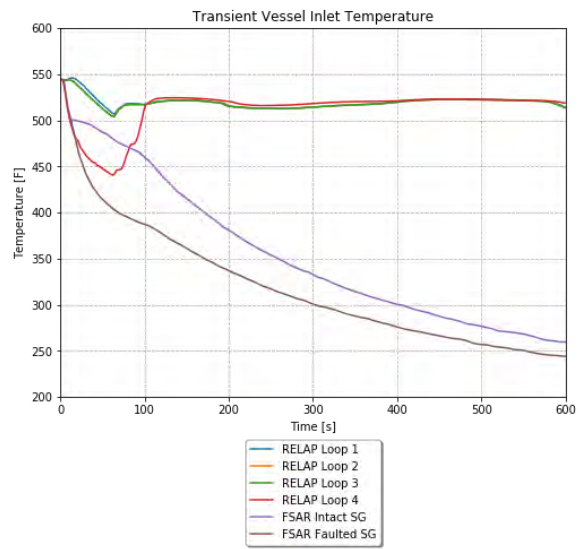 Transient Vessel Inlet Temperature
600
550
500
450
400
350
300
250
200
Temperature [F]
0
100
200
300
400
500
600
Time [s]
RELAP Loop 1
RELAP Loop 2
RELAP Loop 3
RELAP Loop 4
FSAR Intact SG
FSAR Faulted SG